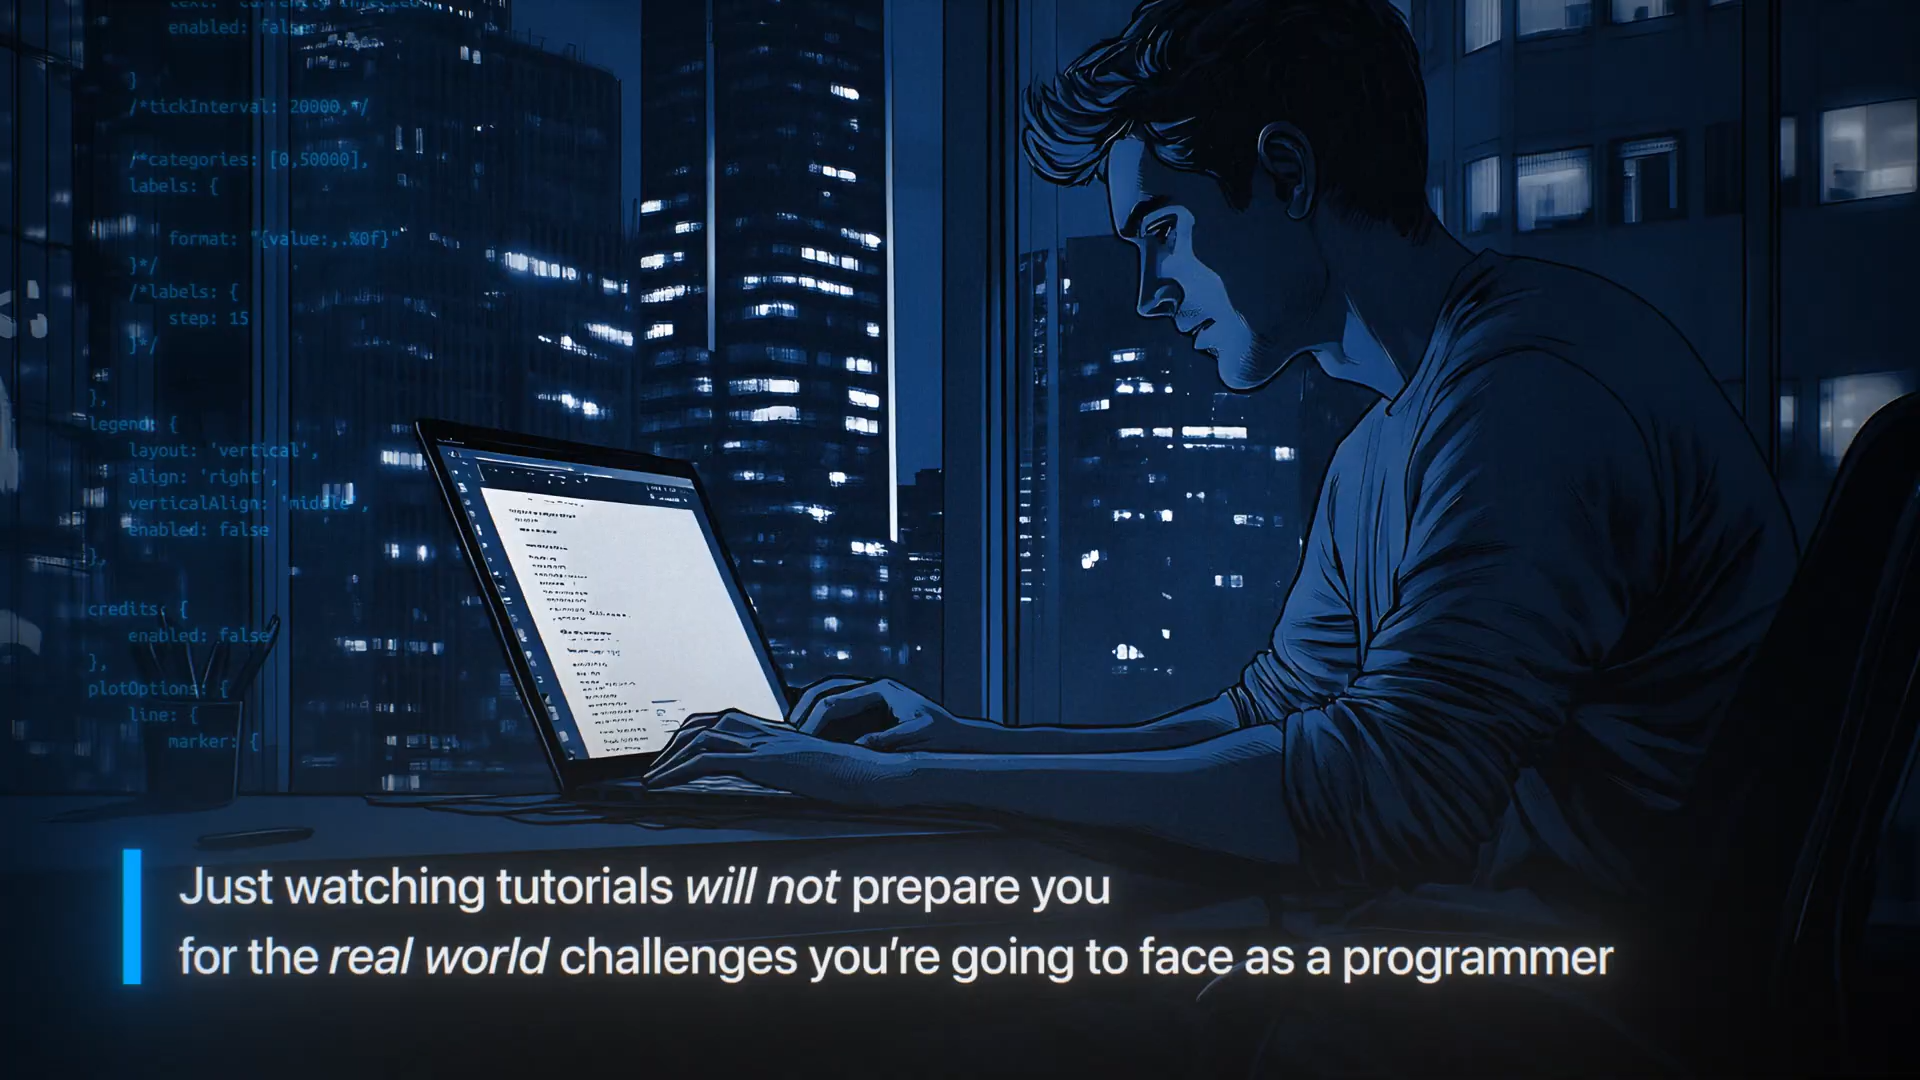 enabled: false
}
/*tickInterval: 20000,*/
/*categories: [0,50000],
labels: {
format: "{value:,.%0f}"
}*/
/*labels: {
step: 15
}*/
},
legend: {
layout: 'vertical',
align: 'right',
verticalAlign: 'middle',
enabled: false
},
credits: {
enabled: false
},
plotOptions: {
line: {
marker: {
Just watching tutorials will not prepare you
for the real world challenges you're going to face as a programmer